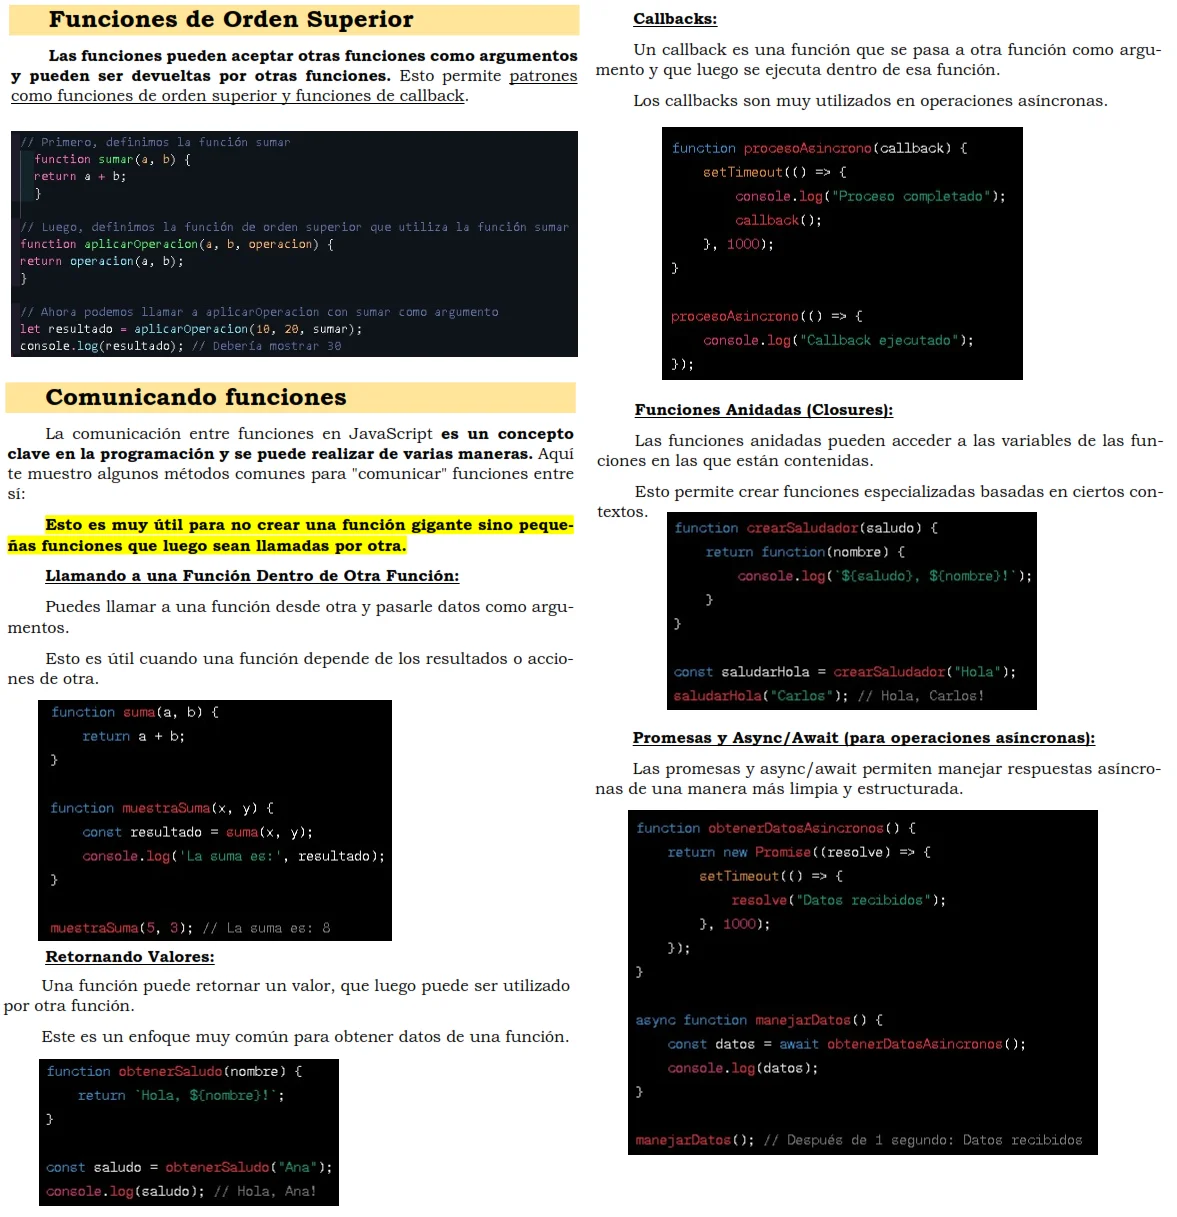 Funciones de Orden Superior
Las funciones pueden aceptar otras funciones como argumentos
y pueden ser devueltas por otras funciones. Esto permite patrones
como funciones de orden superior y funciones de callback.
// Primero, definimos la función sumar
function sumar(a, b) {
return a + b;
}
// Luego, definimos la función de orden superior que utiliza la función sumar
function aplicarOperacion(a, b, operacion) {
return operacion(a, b);
}
// Ahora podemos llamar a aplicarOperacion con sumar como argumento
let resultado = aplicarOperacion(10, 20, sumar);
console.log(resultado); // Debería mostrar 30
Comunicando funciones
La comunicación entre funciones en JavaScript es un concepto
clave en la programación y se puede realizar de varias maneras. Aquí
te muestro algunos métodos comunes para "comunicar" funciones entre
sí:
Esto es muy útil para no crear una función gigante sino peque-
ñas funciones que luego sean llamadas por otra.
Llamando a una Función Dentro de Otra Función:
Puedes llamar a una función desde otra y pasarle datos como argu-
mentos.
Esto es útil cuando una función depende de los resultados o accio-
nes de otra.
function suma(a, b) {
return a + b;
}
function muestraSuma(x, y) {
const resultado = suma(x, y);
console.log('La suma es:', resultado);
}
muestraSuma(5, 3); // La suma es: 8
Retornando Valores:
Una función puede retornar un valor, que luego puede ser utilizado
por otra función.
Este es un enfoque muy común para obtener datos de una función.
function obtenerSaludo(nombre) {
return `Hola, ${nombre}!`;
}
const saludo = obtenerSaludo("Ana");
console.log(saludo); // Hola, Ana!
Callbacks:
Un callback es una función que se pasa a otra función como argu-
mento y que luego se ejecuta dentro de esa función.
Los callbacks son muy utilizados en operaciones asíncronas.
function procesoAsincrono(callback) {
setTimeout(() => {
console.log("Proceso completado");
callback();
}, 1000);
}
procesoAsincrono(() => {
console.log("Callback ejecutado");
});
Funciones Anidadas (Closures):
Las funciones anidadas pueden acceder a las variables de las fun-
ciones en las que están contenidas.
Esto permite crear funciones especializadas basadas en ciertos con-
textos.
function crearSaludador(saludo) {
return function(nombre) {
console.log(`${saludo}, ${nombre}!`);
}
}
const saludarHola = crearSaludador("Hola");
saludarHola("Carlos"); // Hola, Carlos!
Promesas y Async/Await (para operaciones asíncronas):
Las promesas y async/await permiten manejar respuestas asíncro-
nas de una manera más limpia y estructurada.
function obtenerDatosAsincronos() {
return new Promise((resolve) => {
setTimeout(() => {
resolve("Datos recibidos");
}, 1000);
});
}
async function manejarDatos() {
const datos = await obtenerDatosAsincronos();
console.log(datos);
}
manejarDatos(); // Después de 1 segundo: Datos recibidos